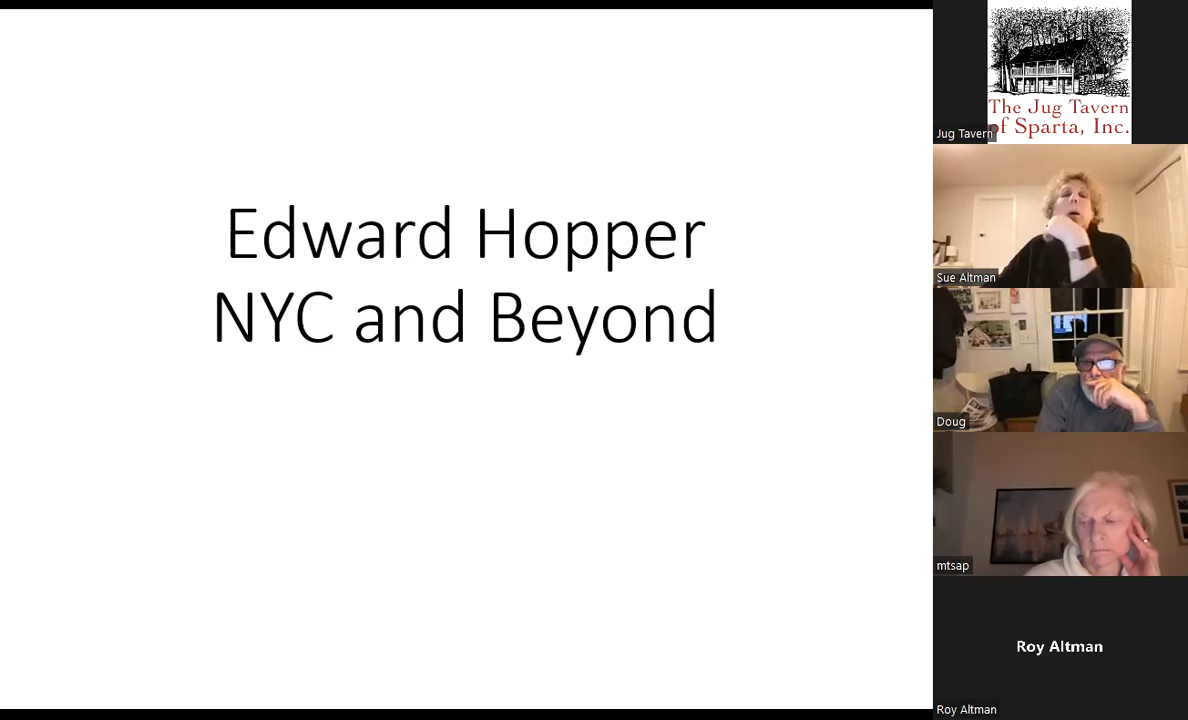 Edward Hopper
NYC and Beyond
The Jug Tavern
of Sparta, Inc.
Jug Tavern
Sue Altman
Doug
mtsap
Roy Altman
Roy Altman